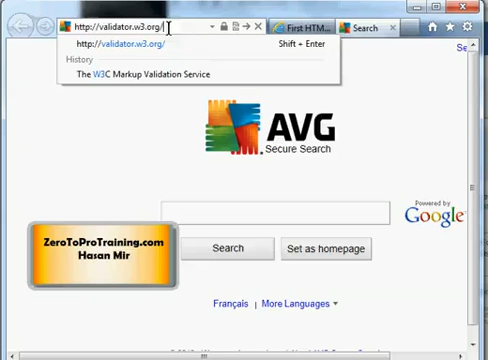 http://validator.w3.org/
First HTM...
Search
http://validator.w3.org/
Shift + Enter
History
The W3C Markup Validation Service
Se
AVG
Secure Search
Powered by
Google
ZeroToProTraining.com
Hasan Mir
Search
Set as homepage
Français
More Languages